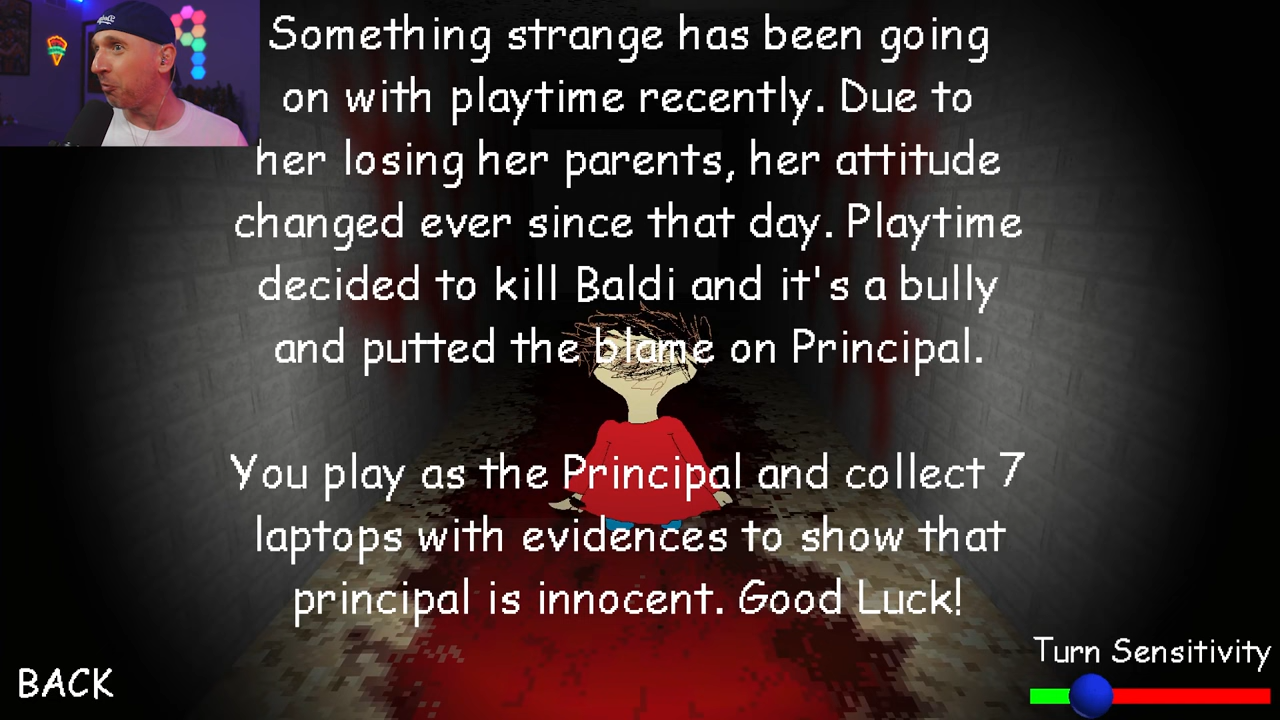 Something strange has been going
on with playtime recently. Due to
her losing her parents, her attitude
changed ever since that day. Playtime
decided to kill Baldi and it's a bully
and putted the blame on Principal.
You play as the Principal and collect 7
laptops with evidences to show that
principal is innocent. Good Luck!
Turn Sensitivity
BACK